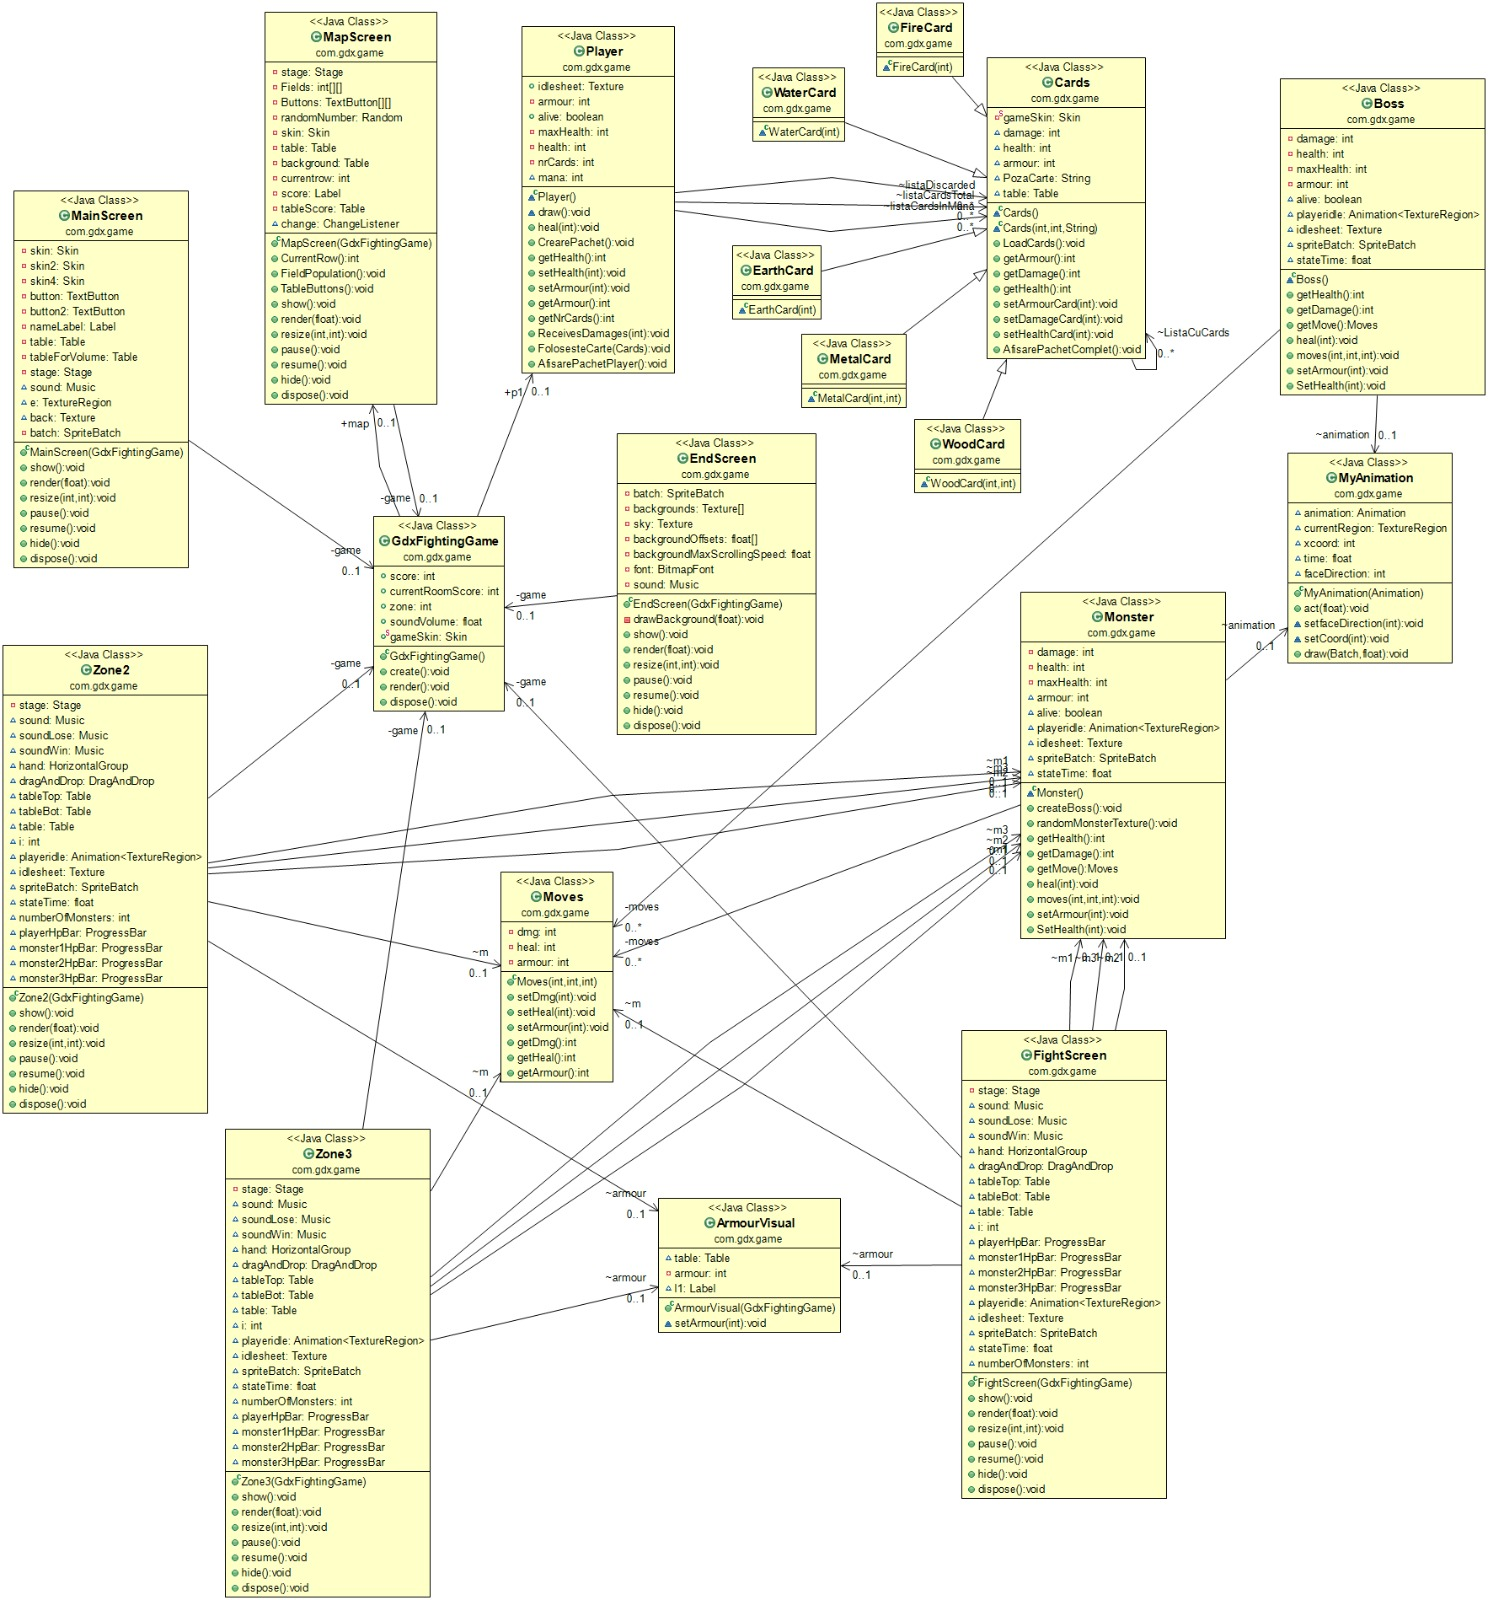 <<Java Class>>
MapScreen
com.gdx.game
stage: Stage
Fields: int[][]
Buttons: TextButton[][]
randomNumber: Random
skin: Skin
table: Table
background: Table
currentrow: int
score: Label
tableScore: Table
change: ChangeListener
MapScreen(GdxFightingGame)
CurrentRow():int
FieldPopulation():void
TableButtons():void
show():void
render(float):void
resize(int,int):void
pause():void
resume():void
hide():void
dispose():void
<<Java Class>>
Player
com.gdx.game
idlesheet: Texture
armour: int
alive: boolean
maxHealth: int
health: int
nrCards: int
mana: int
Player()
draw():void
heal(int):void
CrearePachet():void
getHealth():int
setHealth(int):void
setArmour(int):void
getArmour():int
getNrCards():int
ReceivesDamages(int):void
FolosesteCarte(Cards):void
AfisarePachetPlayer():void
<<Java Class>>
FireCard
com.gdx.game
FireCard(int)
<<Java Class>>
WaterCard
com.gdx.game
WaterCard(int)
<<Java Class>>
Cards
com.gdx.game
gameSkin: Skin
damage: int
health: int
armour: int
PozaCarte: String
table: Table
Cards()
Cards(int,int,String)
LoadCards():void
getArmour():int
getDamage():int
getHealth():int
setArmourCard(int):void
setDamageCard(int):void
setHealthCard(int):void
AfisarePachetComplet():void
~listaDiscarded
~listaCardsTotal
~listaCardsInMana
0..*
0..*
0..*
~ListaCuCards
0..*
<<Java Class>>
EarthCard
com.gdx.game
EarthCard(int)
<<Java Class>>
MetalCard
com.gdx.game
MetalCard(int,int)
<<Java Class>>
WoodCard
com.gdx.game
WoodCard(int,int)
<<Java Class>>
Boss
com.gdx.game
damage: int
health: int
maxHealth: int
armour: int
alive: boolean
playeridle: Animation<TextureRegion>
idlesheet: Texture
spriteBatch: SpriteBatch
stateTime: float
Boss()
getHealth():int
getDamage():int
getMove():Moves
heal(int):void
moves(int,int,int):void
setArmour(int):void
SetHealth(int):void
~animation
0..1
<<Java Class>>
MainScreen
com.gdx.game
skin: Skin
skin2: Skin
skin4: Skin
button: TextButton
button2: TextButton
nameLabel: Label
table: Table
tableForVolume: Table
stage: Stage
sound: Music
e: TextureRegion
back: Texture
batch: SpriteBatch
MainScreen(GdxFightingGame)
show():void
render(float):void
resize(int,int):void
pause():void
resume():void
hide():void
dispose():void
+map
0..1
-game
0..1
+p1
0..1
-game
0..1
<<Java Class>>
GdxFightingGame
com.gdx.game
score: int
currentRoomScore: int
zone: int
soundVolume: float
gameSkin: Skin
GdxFightingGame()
create():void
render():void
dispose():void
-game
0..1
-game
0..1
-game
0..1
-game
0..1
<<Java Class>>
EndScreen
com.gdx.game
batch: SpriteBatch
backgrounds: Texture[]
sky: Texture
backgroundOffsets: float[]
backgroundMaxScrollingSpeed: float
font: BitmapFont
sound: Music
EndScreen(GdxFightingGame)
drawBackground(float):void
show():void
render(float):void
resize(int,int):void
pause():void
resume():void
hide():void
dispose():void
<<Java Class>>
MyAnimation
com.gdx.game
animation: Animation
currentRegion: TextureRegion
xcoord: int
time: float
faceDirection: int
MyAnimation(Animation)
act(float):void
setfaceDirection(int):void
setCoord(int):void
draw(Batch,float):void
~animation
0..1
<<Java Class>>
Monster
com.gdx.game
damage: int
health: int
maxHealth: int
armour: int
alive: boolean
playeridle: Animation<TextureRegion>
idlesheet: Texture
spriteBatch: SpriteBatch
stateTime: float
Monster()
createBoss():void
randomMonsterTexture():void
getHealth():int
getDamage():int
getMove():Moves
heal(int):void
moves(int,int,int):void
setArmour(int):void
SetHealth(int):void
~m1
~m2
0..1
0..1
~m3
~m2
~m1
0..1
0..1
~m1
~m3
~m2
0..1
<<Java Class>>
Zone2
com.gdx.game
stage: Stage
sound: Music
soundLose: Music
soundWin: Music
hand: HorizontalGroup
dragAndDrop: DragAndDrop
tableTop: Table
tableBot: Table
table: Table
i: int
playeridle: Animation<TextureRegion>
idlesheet: Texture
spriteBatch: SpriteBatch
stateTime: float
numberOfMonsters: int
playerHpBar: ProgressBar
monster1HpBar: ProgressBar
monster2HpBar: ProgressBar
monster3HpBar: ProgressBar
Zone2(GdxFightingGame)
show():void
render(float):void
resize(int,int):void
pause():void
resume():void
hide():void
dispose():void
<<Java Class>>
Moves
com.gdx.game
dmg: int
heal: int
armour: int
Moves(int,int,int)
setDmg(int):void
setHeal(int):void
setArmour(int):void
getDmg():int
getHeal():int
getArmour():int
-moves
0..*
-moves
0..*
~m
0..1
~m
0..1
~m
0..1
<<Java Class>>
Zone3
com.gdx.game
stage: Stage
sound: Music
soundLose: Music
soundWin: Music
hand: HorizontalGroup
dragAndDrop: DragAndDrop
tableTop: Table
tableBot: Table
table: Table
i: int
playeridle: Animation<TextureRegion>
idlesheet: Texture
spriteBatch: SpriteBatch
stateTime: float
numberOfMonsters: int
playerHpBar: ProgressBar
monster1HpBar: ProgressBar
monster2HpBar: ProgressBar
monster3HpBar: ProgressBar
Zone3(GdxFightingGame)
show():void
render(float):void
resize(int,int):void
pause():void
resume():void
hide():void
dispose():void
~armour
0..1
~armour
0..1
~armour
0..1
<<Java Class>>
ArmourVisual
com.gdx.game
table: Table
armour: int
l1: Label
ArmourVisual(GdxFightingGame)
setArmour(int):void
<<Java Class>>
FightScreen
com.gdx.game
stage: Stage
sound: Music
soundLose: Music
soundWin: Music
hand: HorizontalGroup
dragAndDrop: DragAndDrop
tableTop: Table
tableBot: Table
table: Table
i: int
playerHpBar: ProgressBar
monster1HpBar: ProgressBar
monster2HpBar: ProgressBar
monster3HpBar: ProgressBar
playeridle: Animation<TextureRegion>
idlesheet: Texture
spriteBatch: SpriteBatch
stateTime: float
numberOfMonsters: int
FightScreen(GdxFightingGame)
show():void
render(float):void
resize(int,int):void
pause():void
resume():void
hide():void
dispose():void